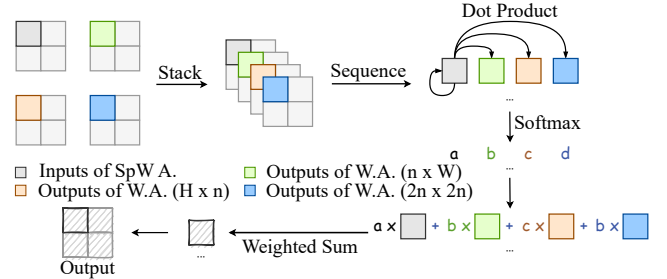 Dot Product
Stack
Sequence
...
Softmax
a b c d
...
Inputs of SpW A.
Outputs of W.A. (n x W)
Outputs of W.A. (H x n)
Outputs of W.A. (2n x 2n)
a x + b x + c x + b x
...
Weighted Sum
...
Output